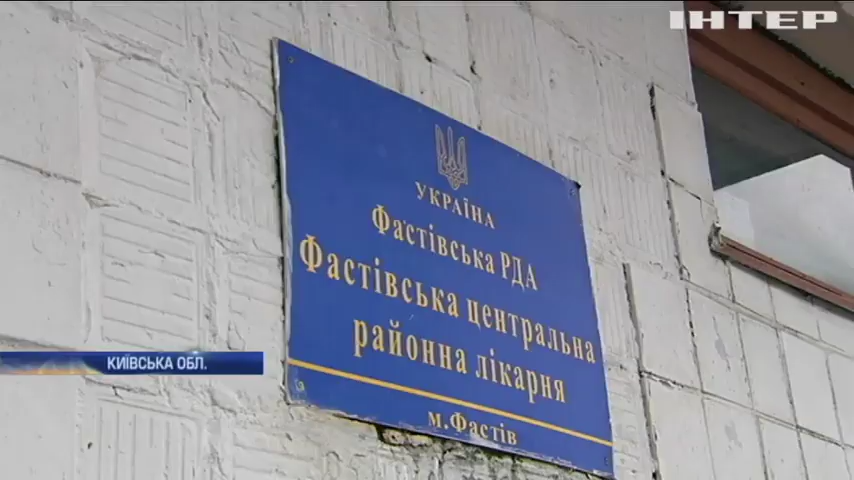 ІНТЕР
УКРАЇНА
Фастівська РДА
Фастівська центральна
районна лікарня
м.Фастів
КИЇВСЬКА ОБЛ.